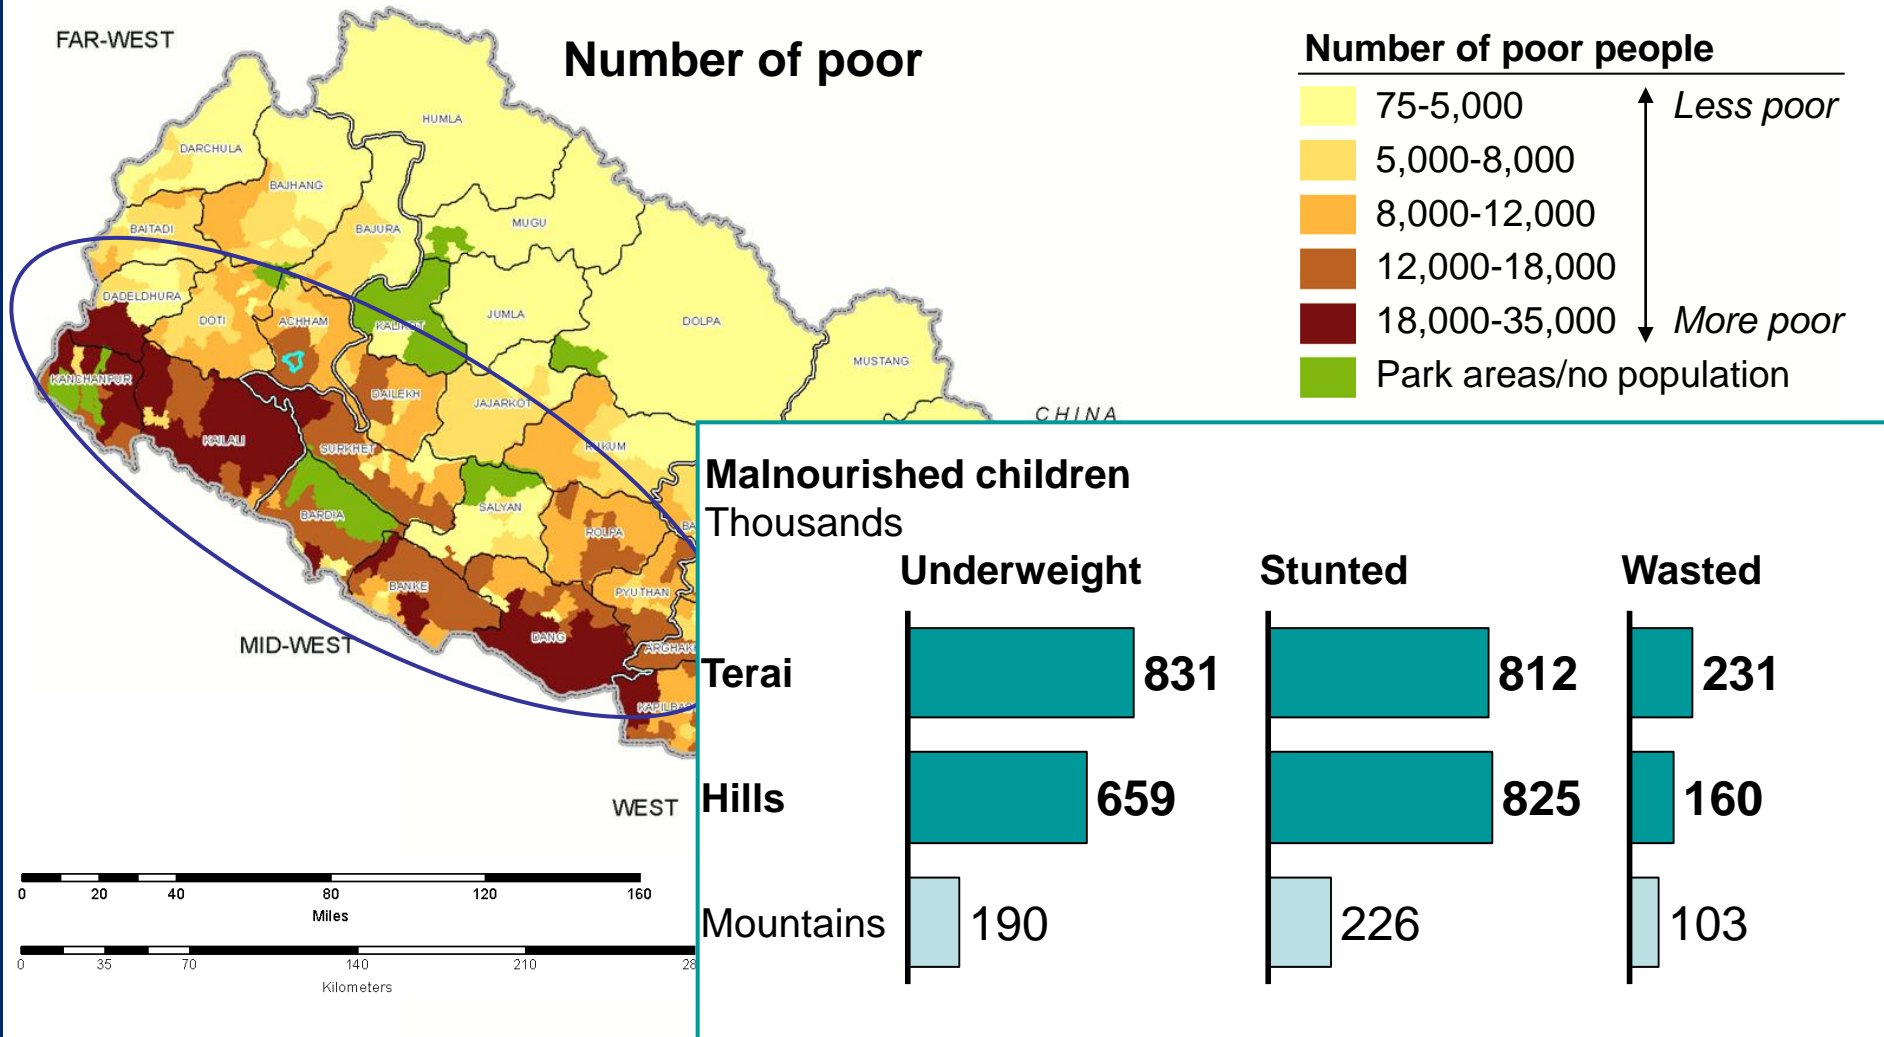 FAR-WEST
Number of poor
Number of poor people
75-5,000
Less poor
5,000-8,000
8,000-12,000
12,000-18,000
18,000-35,000
More poor
Park areas/no population
HUMLA
DARCHULA
BAJHANG
BAITADI
BAJURA
MUGU
DADELDHURA
DOTI
ACHHAM
KALIKOT
JUMLA
DOLPA
MUSTANG
KANCHANPUR
DAILEKH
JAJARKOT
CHINA
KAILALI
SURKHET
RUKUM
SALYAN
BARDIA
ROLPA
BA
BANKE
PYUTHAN
DANG
ARGHAK
KAPILBAS
MID-WEST
WEST
0 20 40 80 120 160
Miles
0 35 70 140 210 28
Kilometers
Malnourished children
Thousands
Underweight Stunted Wasted
Terai 831 812 231
Hills 659 825 160
Mountains 190 226 103